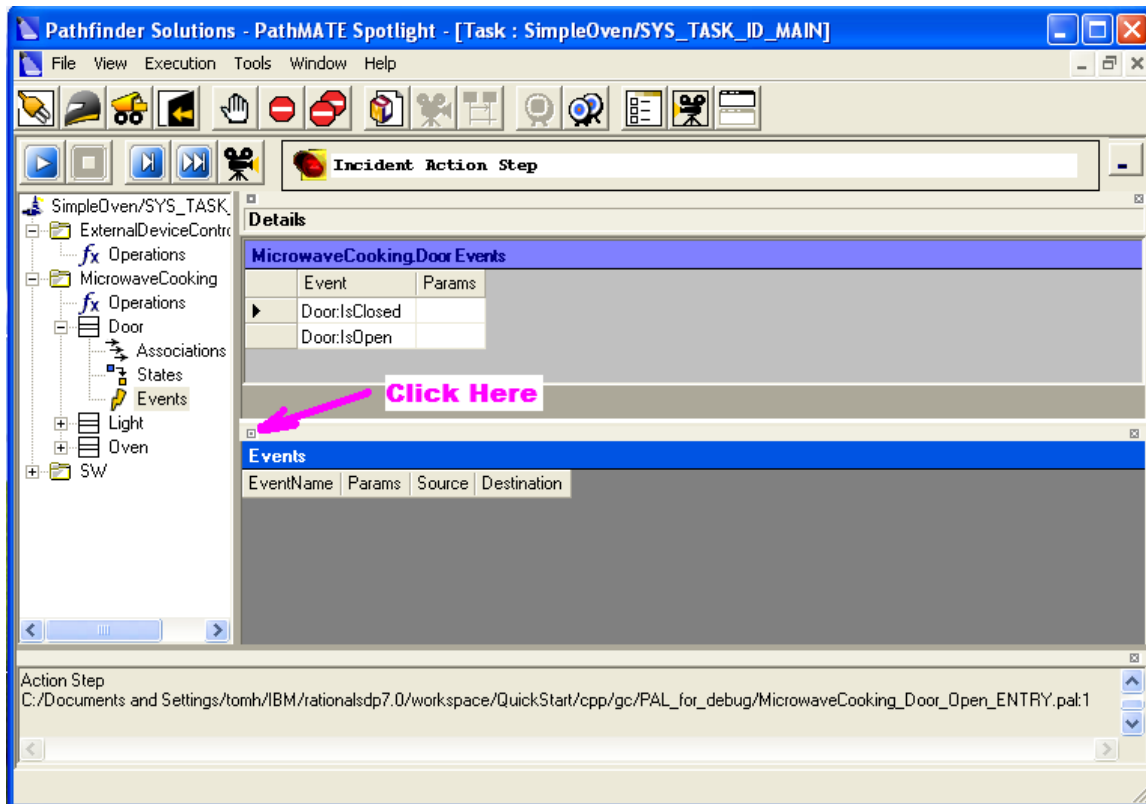 Pathfinder Solutions - PathMATE Spotlight - [Task : SimpleOven/SYS_TASK_ID_MAIN]
File View Execution Tools Window Help
Incident Action Step
SimpleOven/SYS_TASK_
ExternalDeviceContro
fx Operations
MicrowaveCooking
fx Operations
Door
Associations
States
Events
Light
Oven
SW
Details
MicrowaveCooking.Door Events
Event Params
Door:IsClosed
Door:IsOpen
Click Here
Events
EventName Params Source Destination
Action Step
C:/Documents and Settings/tomh/IBM/rationalsdp7.0/workspace/QuickStart/cpp/gc/PAL_for_debug/MicrowaveCooking_Door_Open_ENTRY.pal:1